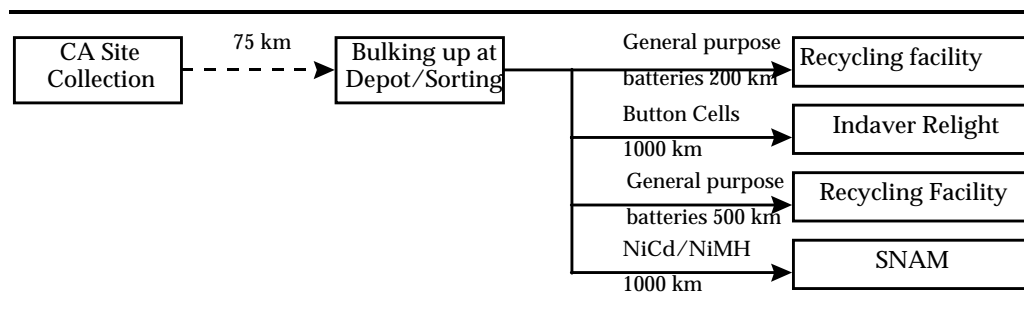 CA Site
Collection
75 km
Bulking up at
Depot/Sorting
General purpose
batteries 200 km
Recycling facility
Button Cells
1000 km
Indaver Relight
General purpose
batteries 500 km
Recycling Facility
NiCd/NiMH
1000 km
SNAM